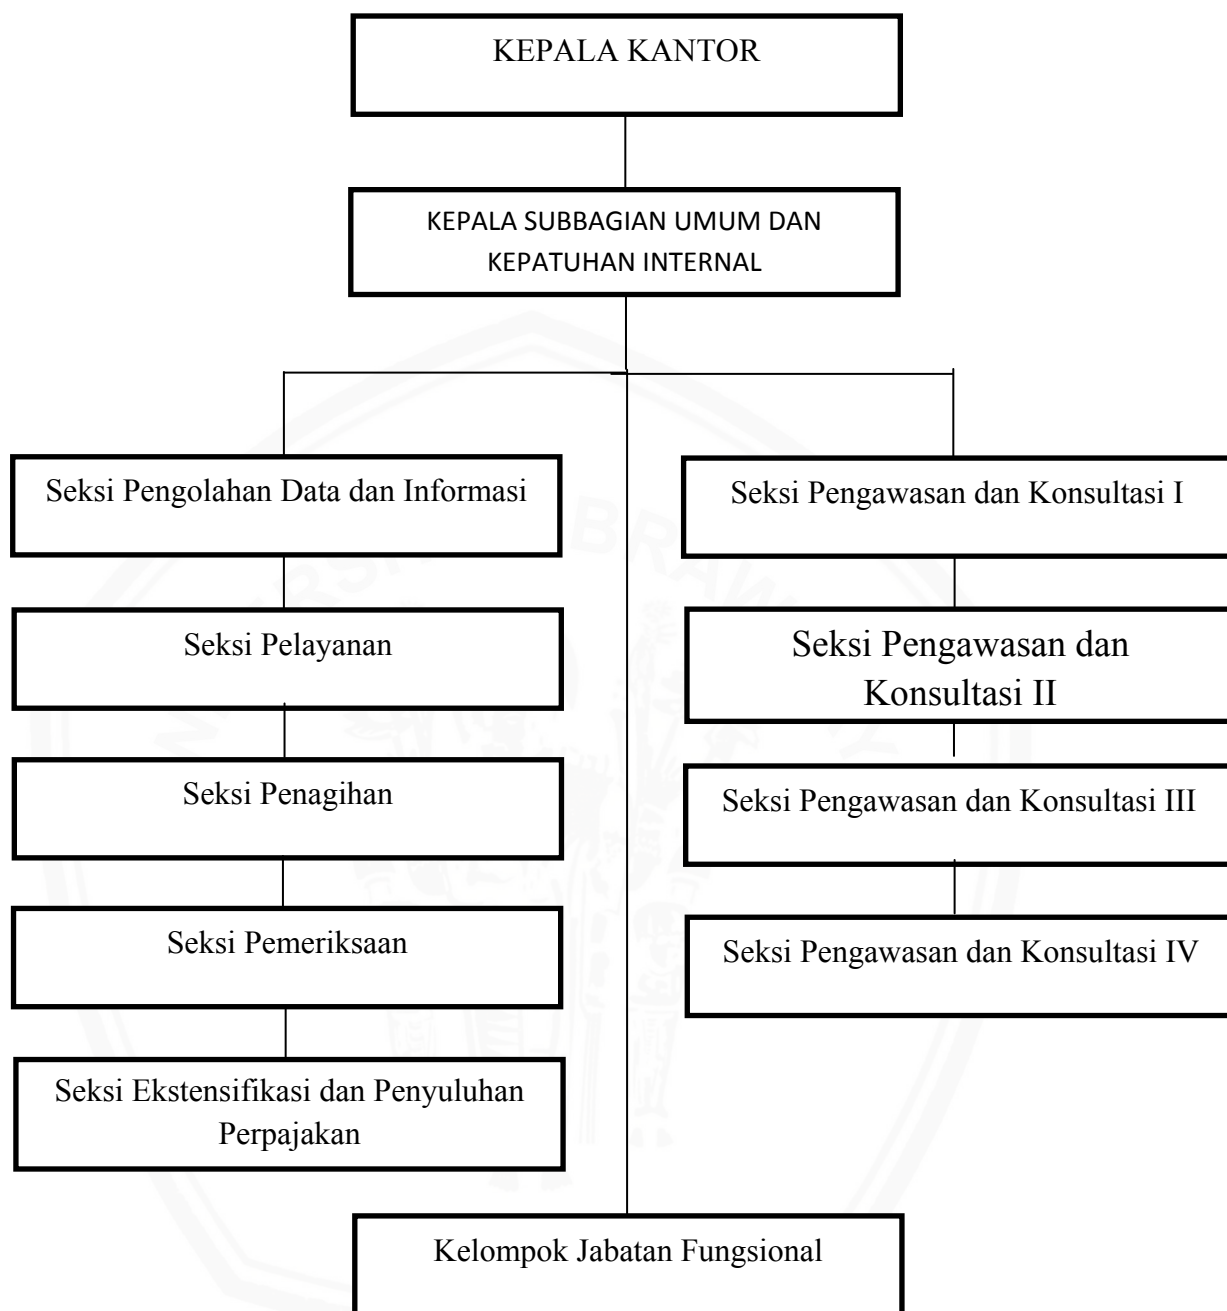 KEPALA KANTOR
KEPALA SUBBAGIAN UMUM DAN
KEPATUHAN INTERNAL
Seksi Pengolahan Data dan Informasi
Seksi Pelayanan
Seksi Penagihan
Seksi Pemeriksaan
Seksi Ekstensifikasi dan Penyuluhan
Perpajakan
Seksi Pengawasan dan Konsultasi I
Seksi Pengawasan dan
Konsultasi II
Seksi Pengawasan dan Konsultasi III
Seksi Pengawasan dan Konsultasi IV
Kelompok Jabatan Fungsional